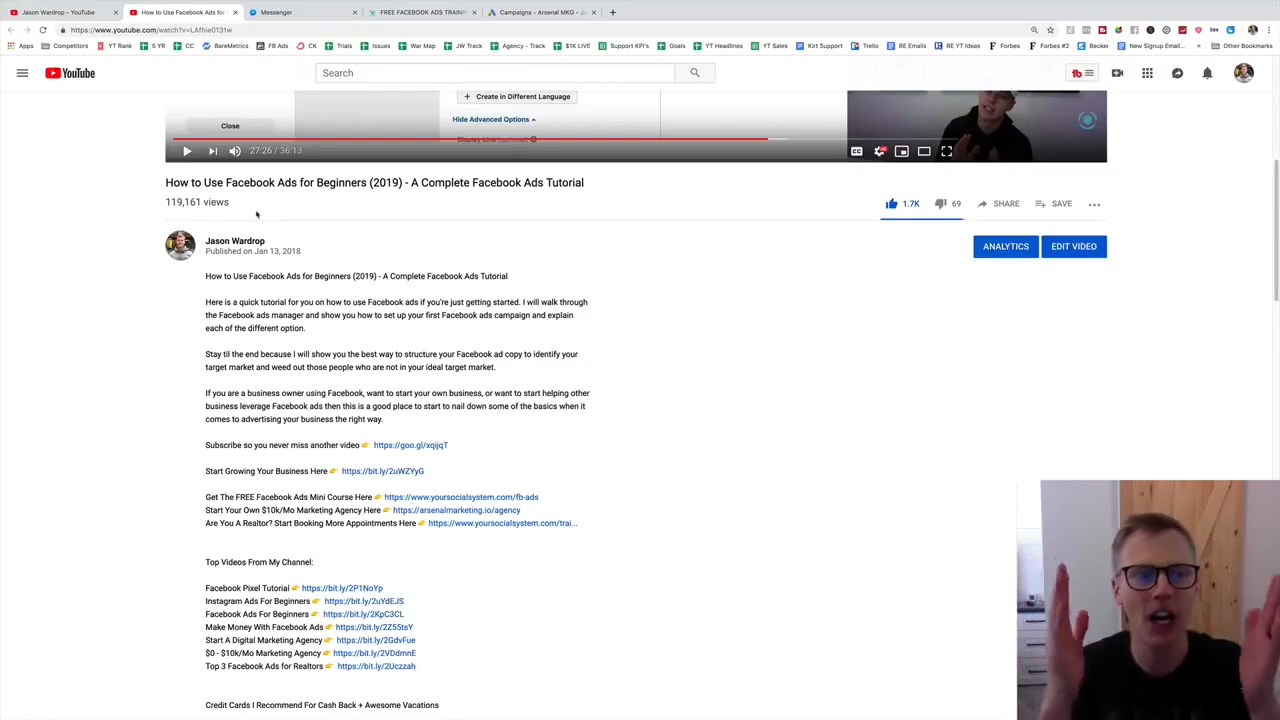 Jason Wardrop - YouTube
How to Use Facebook Ads for
Messenger
FREE FACEBOOK ADS TRAIN
Campaigns - Arsenal MKG
https://www.youtube.com/watch?v=LAfhie0131w
Apps
Competitors
YT Rank
5 YR
CC
BareMetrics
FB Ads
CK
Trials
Issues
War Map
JW Track
Agency - Track
$1K LIVE
Support KPI's
Goals
YT Headlines
YT Sales
Kirt Support
Trello
RE Emails
RE YT Ideas
Forbes
Forbes #2
Becker
New Signup Email...
Other Bookmarks
YouTube
Search
Create in Different Language
Hide Advanced Options
Close
27:26 / 36:13
How to Use Facebook Ads for Beginners (2019) - A Complete Facebook Ads Tutorial
119,161 views
1.7K
69
SHARE
SAVE
Jason Wardrop
Published on Jan 13, 2018
ANALYTICS
EDIT VIDEO
How to Use Facebook Ads for Beginners (2019) - A Complete Facebook Ads Tutorial
Here is a quick tutorial for you on how to use Facebook ads if you're just getting started. I will walk through
the Facebook ads manager and show you how to set up your first Facebook ads campaign and explain
each of the different option.
Stay til the end because I will show you the best way to structure your Facebook ad copy to identify your
target market and weed out those people who are not in your ideal target market.
If you are a business owner using Facebook, want to start your own business, or want to start helping other
business leverage Facebook ads then this is a good place to start to nail down some of the basics when it
comes to advertising your business the right way.
Subscribe so you never miss another video 👉 https://goo.gl/xqijqT
Start Growing Your Business Here 👉 https://bit.ly/2uWZYyG
Get The FREE Facebook Ads Mini Course Here 👉 https://www.yoursocialsystem.com/fb-ads
Start Your Own $10k/Mo Marketing Agency Here 👉 https://arsenalmarketing.io/agency
Are You A Realtor? Start Booking More Appointments Here 👉 https://www.yoursocialsystem.com/trai...
Top Videos From My Channel:
Facebook Pixel Tutorial 👉 https://bit.ly/2P1NoYp
Instagram Ads For Beginners 👉 https://bit.ly/2uYdEJS
Facebook Ads For Beginners 👉 https://bit.ly/2KpC3CL
Make Money With Facebook Ads 👉 https://bit.ly/2Z55tsY
Start A Digital Marketing Agency 👉 https://bit.ly/2GdvFue
$0 - $10k/Mo Marketing Agency 👉 https://bit.ly/2VDdmnE
Top 3 Facebook Ads for Realtors 👉 https://bit.ly/2Uczzah
Credit Cards I Recommend For Cash Back + Awesome Vacations